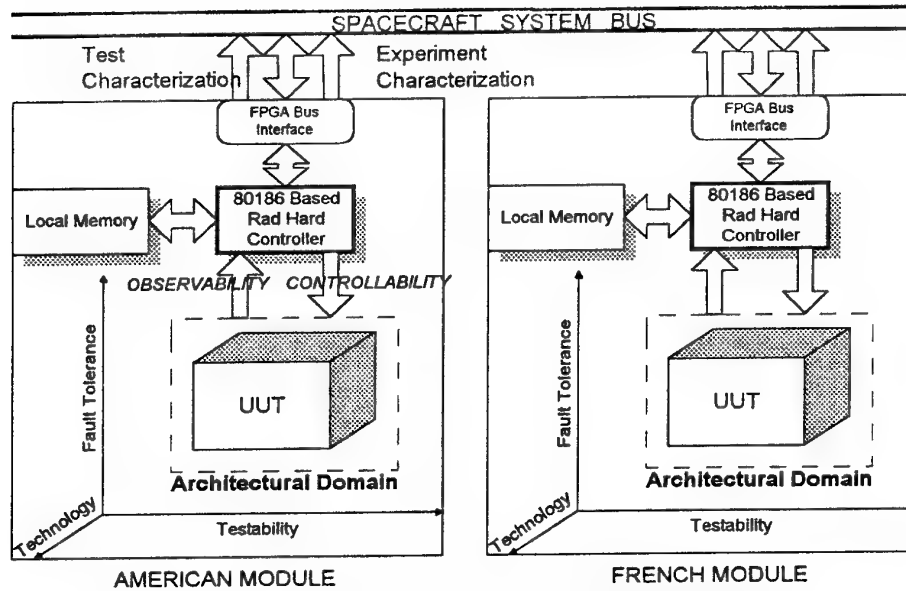 SPACECRAFT SYSTEM BUS
Test
Characterization
Experiment
Characterization
FPGA Bus
Interface
Local Memory
80186 Based
Rad Hard
Controller
OBSERVABILITY CONTROLLABILITY
Fault Tolerance
UUT
Architectural Domain
Technology
Testability
AMERICAN MODULE
FPGA Bus
Interface
Local Memory
80186 Based
Rad Hard
Controller
Fault Tolerance
UUT
Architectural Domain
Technology
Testability
FRENCH MODULE